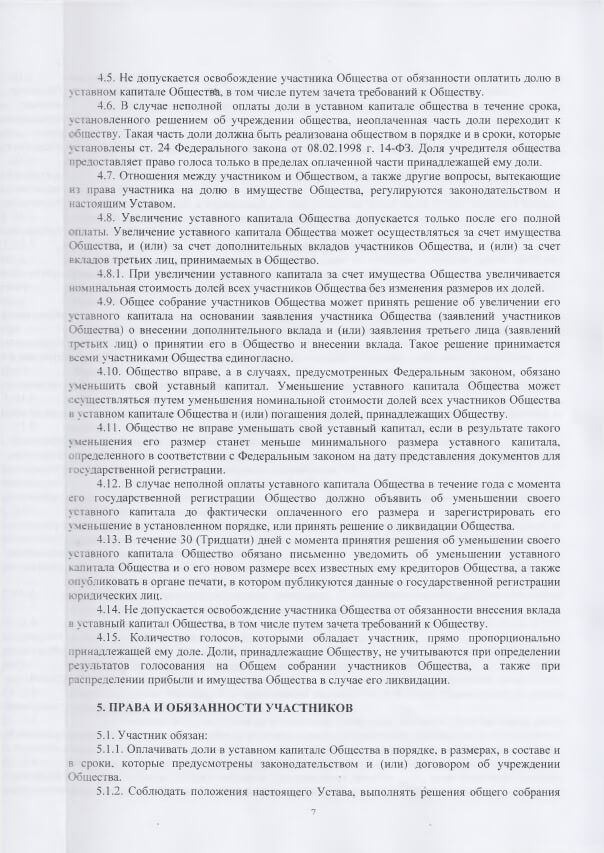 4.5. Не допускается освобождение участника Общества от обязанности оплатить долю в
уставном капитале Общества, в том числе путем зачета требований к Обществу.
4.6. В случае неполной оплаты доли в уставном капитале общества в течение срока,
установленного решением об учреждении общества, неоплаченная часть доли переходит к
обществу. Такая часть доли должна быть реализована обществом в порядке и в сроки, которые
установлены ст. 24 Федерального закона от 08.02.1998 г. 14-ФЗ. Доля учредителя общества
предоставляет право голоса только в пределах оплаченной части принадлежащей ему доли.
4.7. Отношения между участником и Обществом, а также другие вопросы, вытекающие
из права участника на долю в имуществе Общества, регулируются законодательством и
настоящим Уставом.
4.8. Увеличение уставного капитала Общества допускается только после его полной
оплаты. Увеличение уставного капитала Общества может осуществляться за счет имущества
Общества, и (или) за счет дополнительных вкладов участников Общества, и (или) за счет
вкладов третьих лиц, принимаемых в Общество.
4.8.1. При увеличении уставного капитала за счет имущества Общества увеличивается
номинальная стоимость долей всех участников Общества без изменения размеров их долей.
4.9. Общее собрание участников Общества может принять решение об увеличении его
уставного капитала на основании заявления участника Общества (заявлений участников
Общества) о внесении дополнительного вклада и (или) заявления третьего лица (заявлений
третьих лиц) о принятии его в Общество и внесении вклада. Такое решение принимается
всеми участниками Общества единогласно.
4.10. Общество вправе, а в случаях, предусмотренных Федеральным законом, обязано
уменьшить свой уставный капитал. Уменьшение уставного капитала Общества может
осуществляться путем уменьшения номинальной стоимости долей всех участников Общества
в уставном капитале Общества и (или) погашения долей, принадлежащих Обществу.
4.11. Общество не вправе уменьшать свой уставный капитал, если в результате такого
уменьшения его размер станет меньше минимального размера уставного капитала,
определенного в соответствии с Федеральным законом на дату представления документов для
государственной регистрации.
4.12. В случае неполной оплаты уставного капитала Общества в течение года с момента
его государственной регистрации Общество должно объявить об уменьшении своего
уставного капитала до фактически оплаченного его размера и зарегистрировать его
уменьшение в установленном порядке, или принять решение о ликвидации Общества.
4.13. В течение 30 (Тридцати) дней с момента принятия решения об уменьшении своего
уставного капитала Общество обязано письменно уведомить об уменьшении уставного
капитала Общества и о его новом размере всех известных ему кредиторов Общества, а также
опубликовать в органе печати, в котором публикуются данные о государственной регистрации
юридических лиц.
4.14. Не допускается освобождение участника Общества от обязанности внесения вклада
в уставный капитал Общества, в том числе путем зачета требований к Обществу.
4.15. Количество голосов, которыми обладает участник, прямо пропорционально
принадлежащей ему доле. Доли, принадлежащие Обществу, не учитываются при определении
результатов голосования на Общем собрании участников Общества, а также при
распределении прибыли и имущества Общества в случае его ликвидации.
5. ПРАВА И ОБЯЗАННОСТИ УЧАСТНИКОВ
5.1. Участник обязан:
5.1.1. Оплачивать доли в уставном капитале Общества в порядке, в размерах, в составе и
в сроки, которые предусмотрены законодательством и (или) договором об учреждении
Общества.
5.1.2. Соблюдать положения настоящего Устава, выполнять решения общего собрания
7